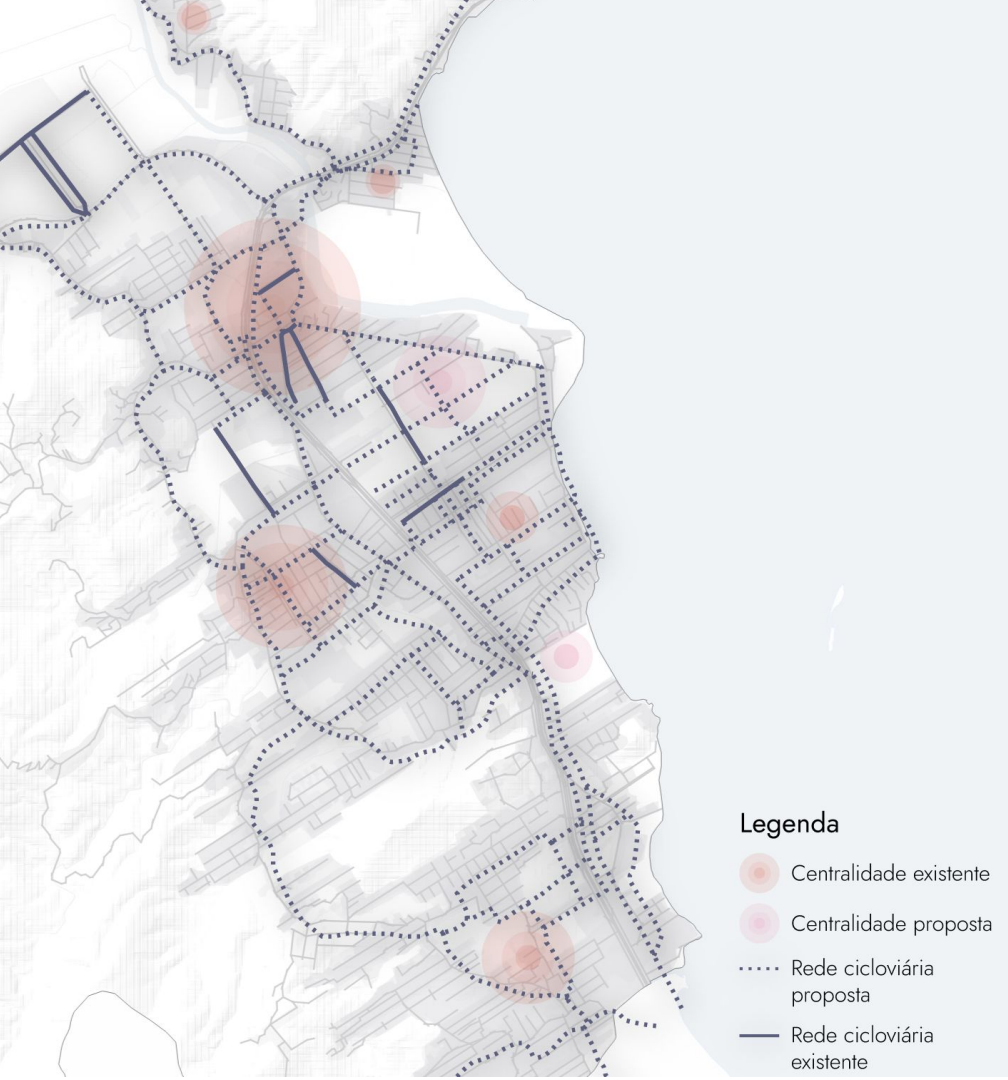 Legenda
Centralidade existente
Centralidade proposta
Rede cicloviária
proposta
Rede cicloviária
existente